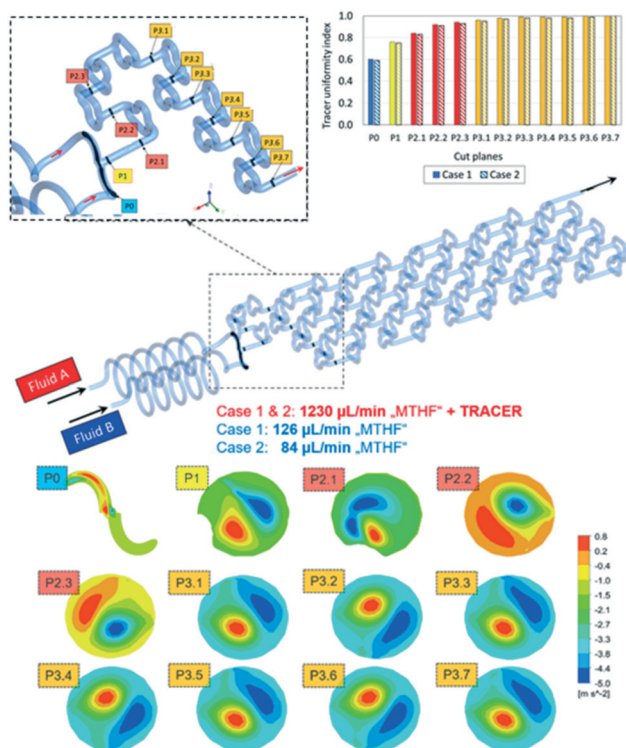 P3.1
P3.2
P3.3
P3.4
P3.5
P3.6
P3.7
P2.3
P2.2
P2.1
P1
P0
Tracer uniformity index
1.0
0.8
0.6
0.4
0.2
0.0
P0 P1 P2.1 P2.2 P2.3 P3.1 P3.2 P3.3 P3.4 P3.5 P3.6 P3.7
Cut planes
Case 1 Case 2
Fluid A
Fluid B
Case 1 & 2: 1230 µL/min „MTHF“ + TRACER
Case 1: 126 µL/min „MTHF“
Case 2: 84 µL/min „MTHF“
P0 P1 P2.1 P2.2
P2.3 P3.1 P3.2 P3.3
P3.4 P3.5 P3.6 P3.7
0.8
0.2
-0.4
-1.0
-1.5
-2.1
-2.7
-3.3
-3.8
-4.4
-5.0
[m s^-2]